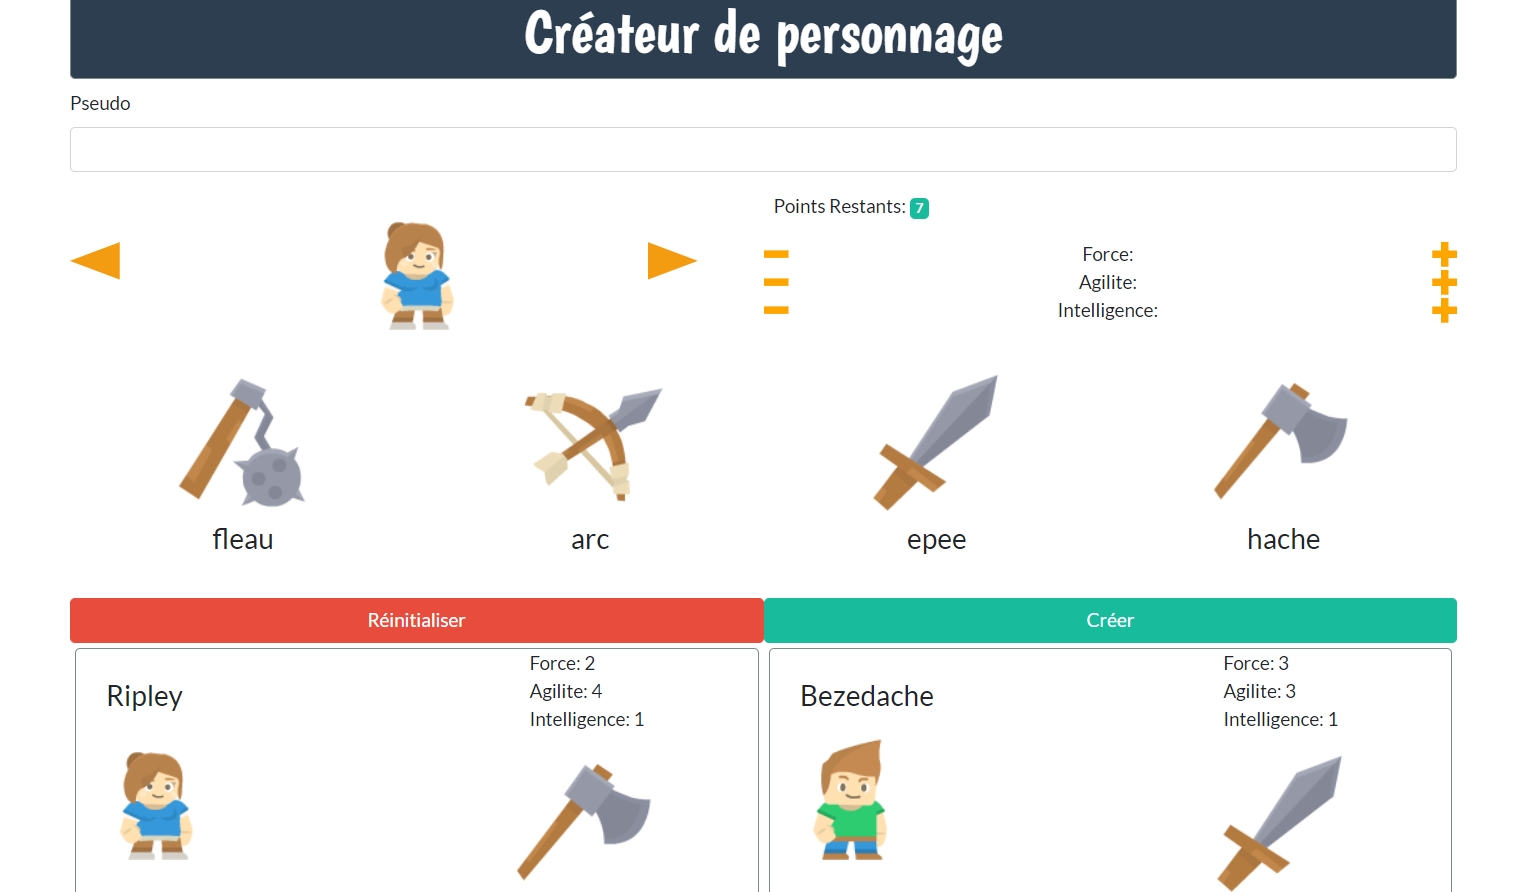 Créateur de personnage
Pseudo
Points Restants: 7
Force:
Agilite:
Intelligence:
fleau
arc
epee
hache
Réinitialiser
Créer
Ripley
Force: 2
Agilite: 4
Intelligence: 1
Bezedache
Force: 3
Agilite: 3
Intelligence: 1